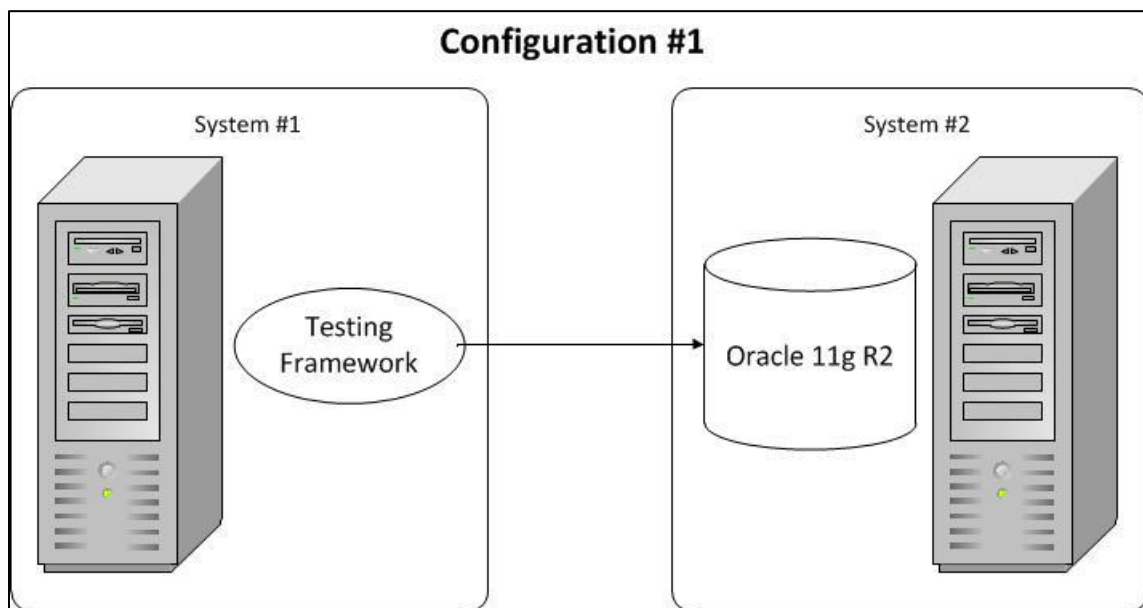 Configuration #1
System #1
System #2
Testing
Framework
Oracle 11g R2